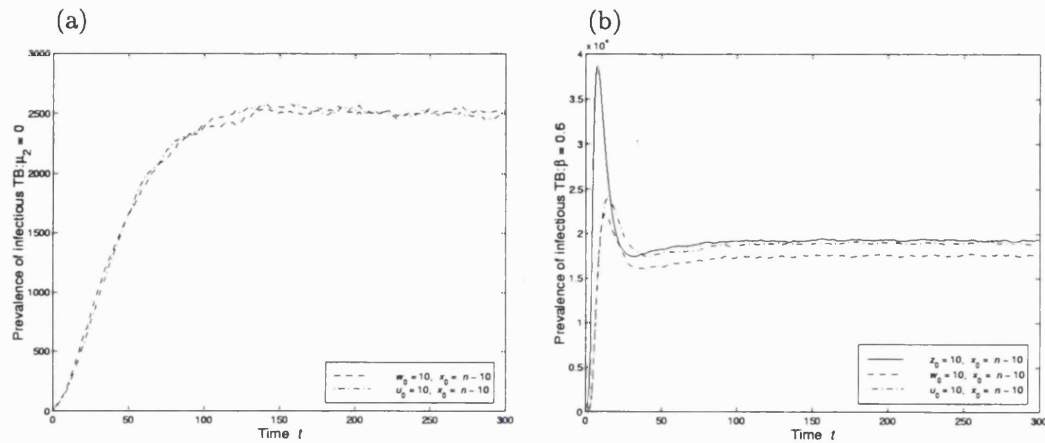 (a)
Prevalence of infectious TB:μ₂ = 0
3000
2500
2000
1500
1000
500
0
0 50 100 150 200 250 300
Time t
w₀ = 10, x₀ = n − 10
u₀ = 10, x₀ = n − 10
(b)
Prevalence of infectious TB:β = 0.6
4
3.5
3
2.5
2
1.5
1
0.5
0
0 50 100 150 200 250 300
Time t
z₀ = 10, x₀ = n − 10
w₀ = 10, x₀ = n − 10
u₀ = 10, x₀ = n − 10